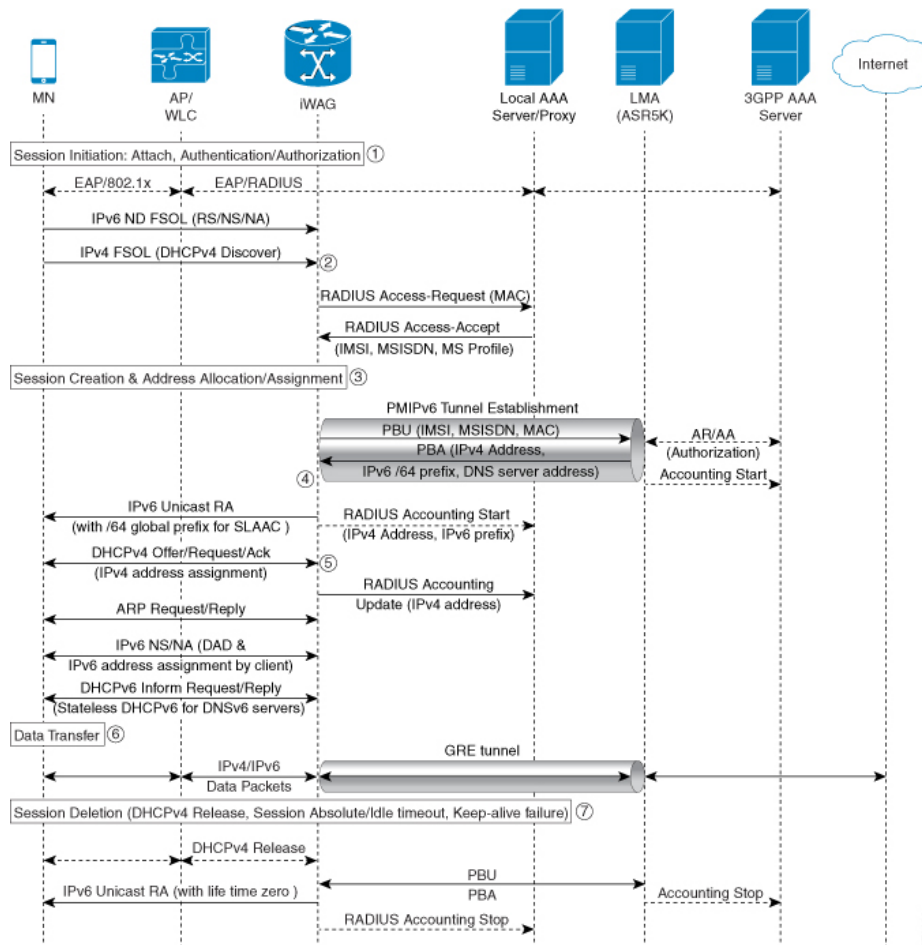 Internet
MN
AP/
WLC
iWAG
Local AAA
Server/Proxy
LMA
(ASR5K)
3GPP AAA
Server
Session Initiation: Attach, Authentication/Authorization ①
EAP/802.1x
EAP/RADIUS
IPv6 ND FSOL (RS/NS/NA)
IPv4 FSOL (DHCPv4 Discover)
②
RADIUS Access-Request (MAC)
RADIUS Access-Accept
(IMSI, MSISDN, MS Profile)
Session Creation & Address Allocation/Assignment ③
PMIPv6 Tunnel Establishment
PBU (IMSI, MSISDN, MAC)
PBA (IPv4 Address,
IPv6 /64 prefix, DNS server address)
AR/AA
(Authorization)
Accounting Start
④
IPv6 Unicast RA
(with /64 global prefix for SLAAC )
RADIUS Accounting Start
(IPv4 Address, IPv6 prefix)
DHCPv4 Offer/Request/Ack
(IPv4 address assignment)
⑤
RADIUS Accounting
Update (IPv4 address)
ARP Request/Reply
IPv6 NS/NA (DAD &
IPv6 address assignment by client)
DHCPv6 Inform Request/Reply
(Stateless DHCPv6 for DNSv6 servers)
Data Transfer ⑥
IPv4/IPv6
Data Packets
GRE tunnel
Session Deletion (DHCPv4 Release, Session Absolute/Idle timeout, Keep-alive failure) ⑦
DHCPv4 Release
IPv6 Unicast RA (with life time zero )
PBU
PBA
Accounting Stop
RADIUS Accounting Stop